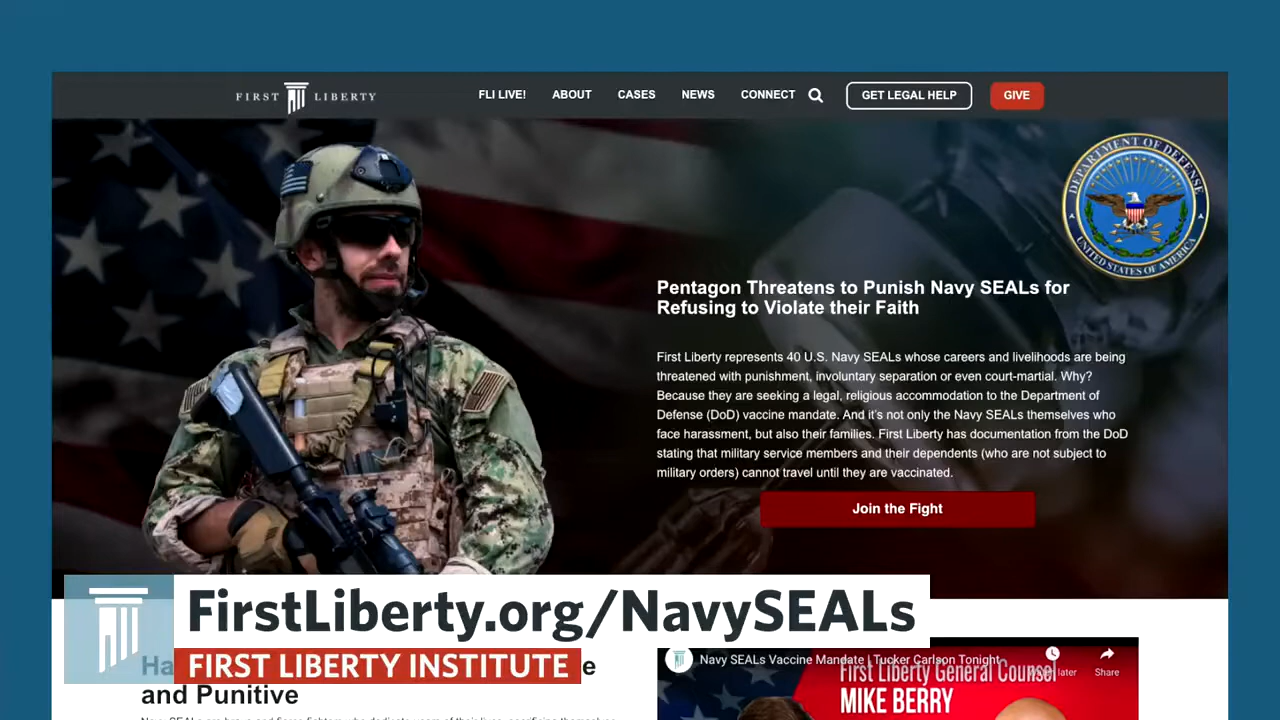 FIRST LIBERTY
FLI LIVE!
ABOUT
CASES
NEWS
CONNECT
GET LEGAL HELP
GIVE
DEPARTMENT OF DEFENSE
UNITED STATES OF AMERICA
Pentagon Threatens to Punish Navy SEALs for
Refusing to Violate their Faith
First Liberty represents 40 U.S. Navy SEALs whose careers and livelihoods are being
threatened with punishment, involuntary separation or even court-martial. Why?
Because they are seeking a legal, religious accommodation to the Department of
Defense (DoD) vaccine mandate. And it's not only the Navy SEALs themselves who
face harassment, but also their families. First Liberty has documentation from the DoD
stating that military service members and their dependents (who are not subject to
military orders) cannot travel until they are vaccinated.
Join the Fight
FirstLiberty.org/NavySEALs
FIRST LIBERTY INSTITUTE
and Punitive
Navy SEALs Vaccine Mandate | Tucker Carlson Tonight
later
Share
First Liberty General Counsel
MIKE BERRY